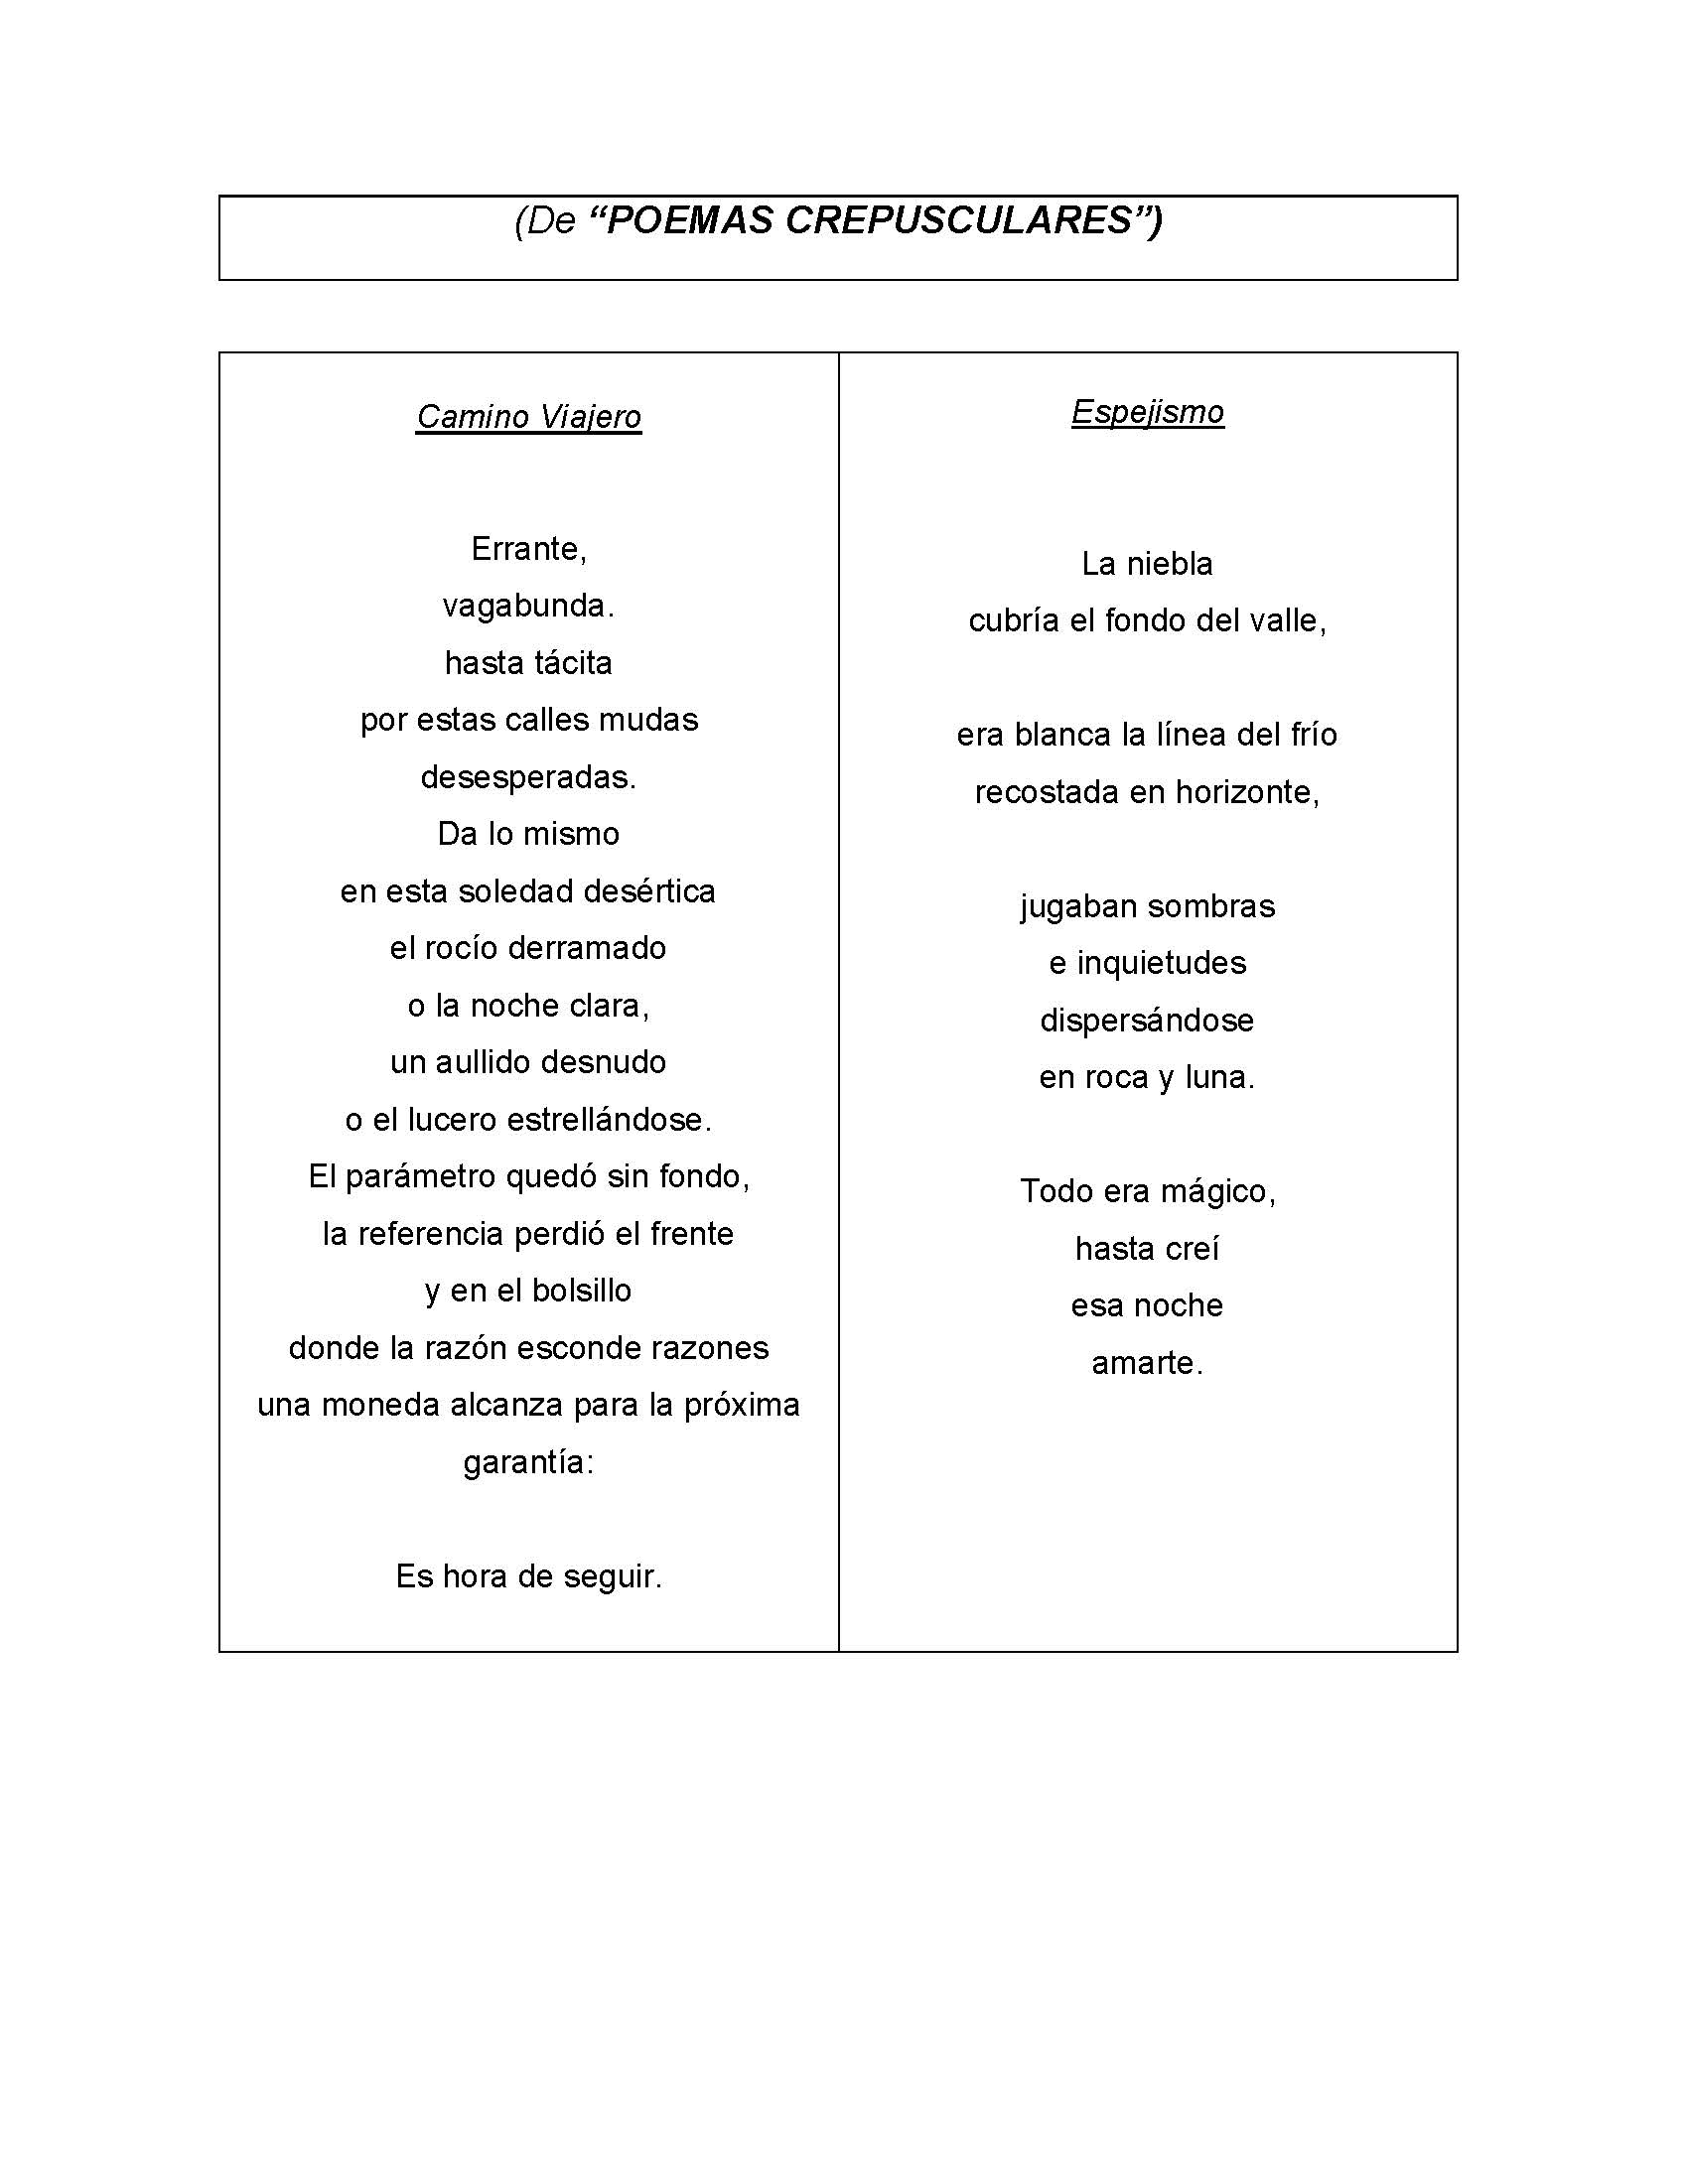 (De “POEMAS CREPUSCULARES”)
Camino Viajero
Errante,
vagabunda.
hasta tácita
por estas calles mudas
desesperadas.
Da lo mismo
en esta soledad desértica
el rocío derramado
o la noche clara,
un aullido desnudo
o el lucero estrellándose.
El parámetro quedó sin fondo,
la referencia perdió el frente
y en el bolsillo
donde la razón esconde razones
una moneda alcanza para la próxima
garantía:
Es hora de seguir.
Espejismo
La niebla
cubría el fondo del valle,
era blanca la línea del frío
recostada en horizonte,
jugaban sombras
e inquietudes
dispersándose
en roca y luna.
Todo era mágico,
hasta creí
esa noche
amarte.